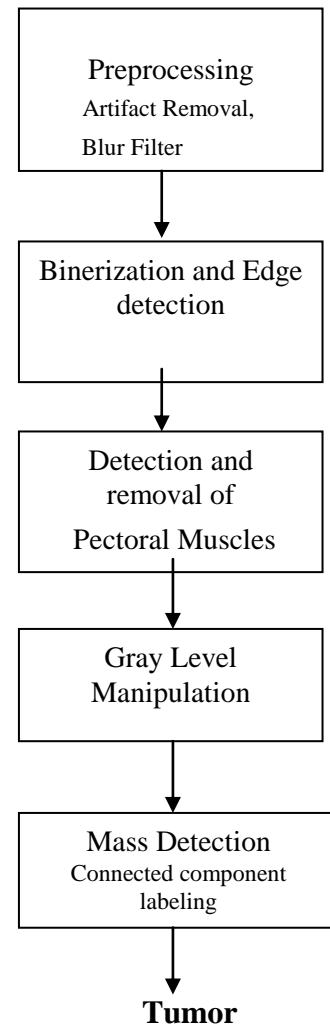 Preprocessing
Artifact Removal,
Blur Filter
Binerization and Edge
detection
Detection and
removal of
Pectoral Muscles
Gray Level
Manipulation
Mass Detection
Connected component
labeling
Tumor